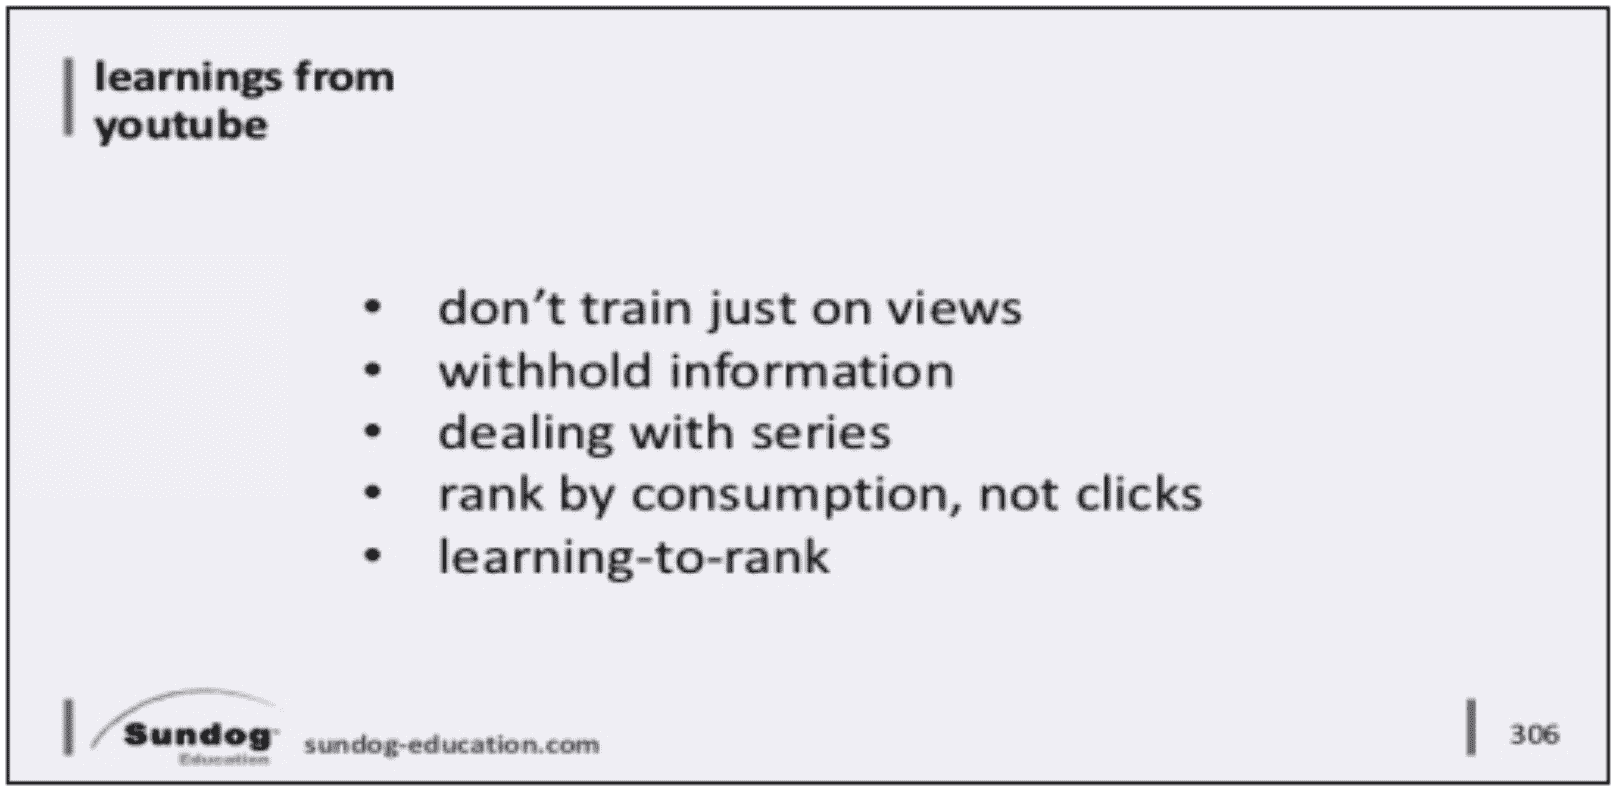 learnings from
youtube
• don’t train just on views
• withhold information
• dealing with series
• rank by consumption, not clicks
• learning-to-rank
Sundog
Education
sundog-education.com
306